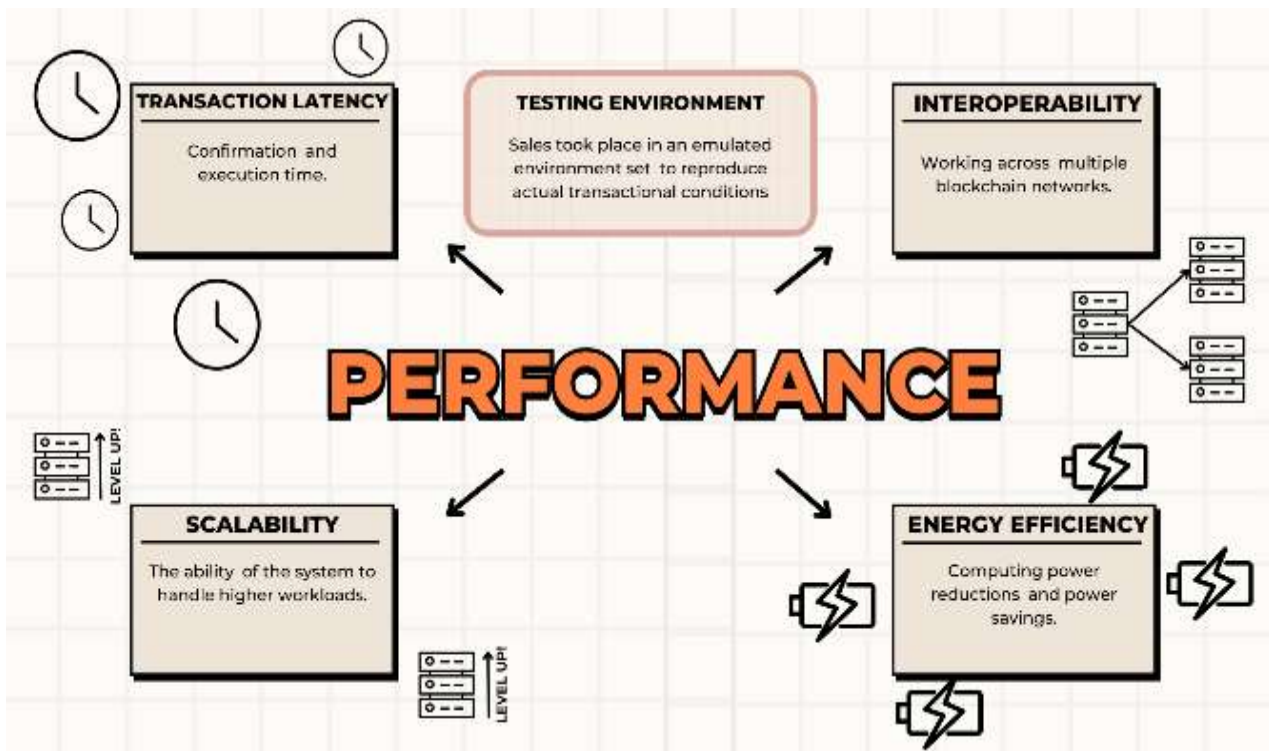 TRANSACTION LATENCY
Confirmation and
execution time.
TESTING ENVIRONMENT
Sales took place in an emulated
environment set to reproduce
actual transactional conditions
INTEROPERABILITY
Working across multiple
blockchain networks.
PERFORMANCE
LEVEL UP!
SCALABILITY
The ability of the system to
handle higher workloads.
LEVEL UP!
ENERGY EFFICIENCY
Computing power
reductions and power
savings.